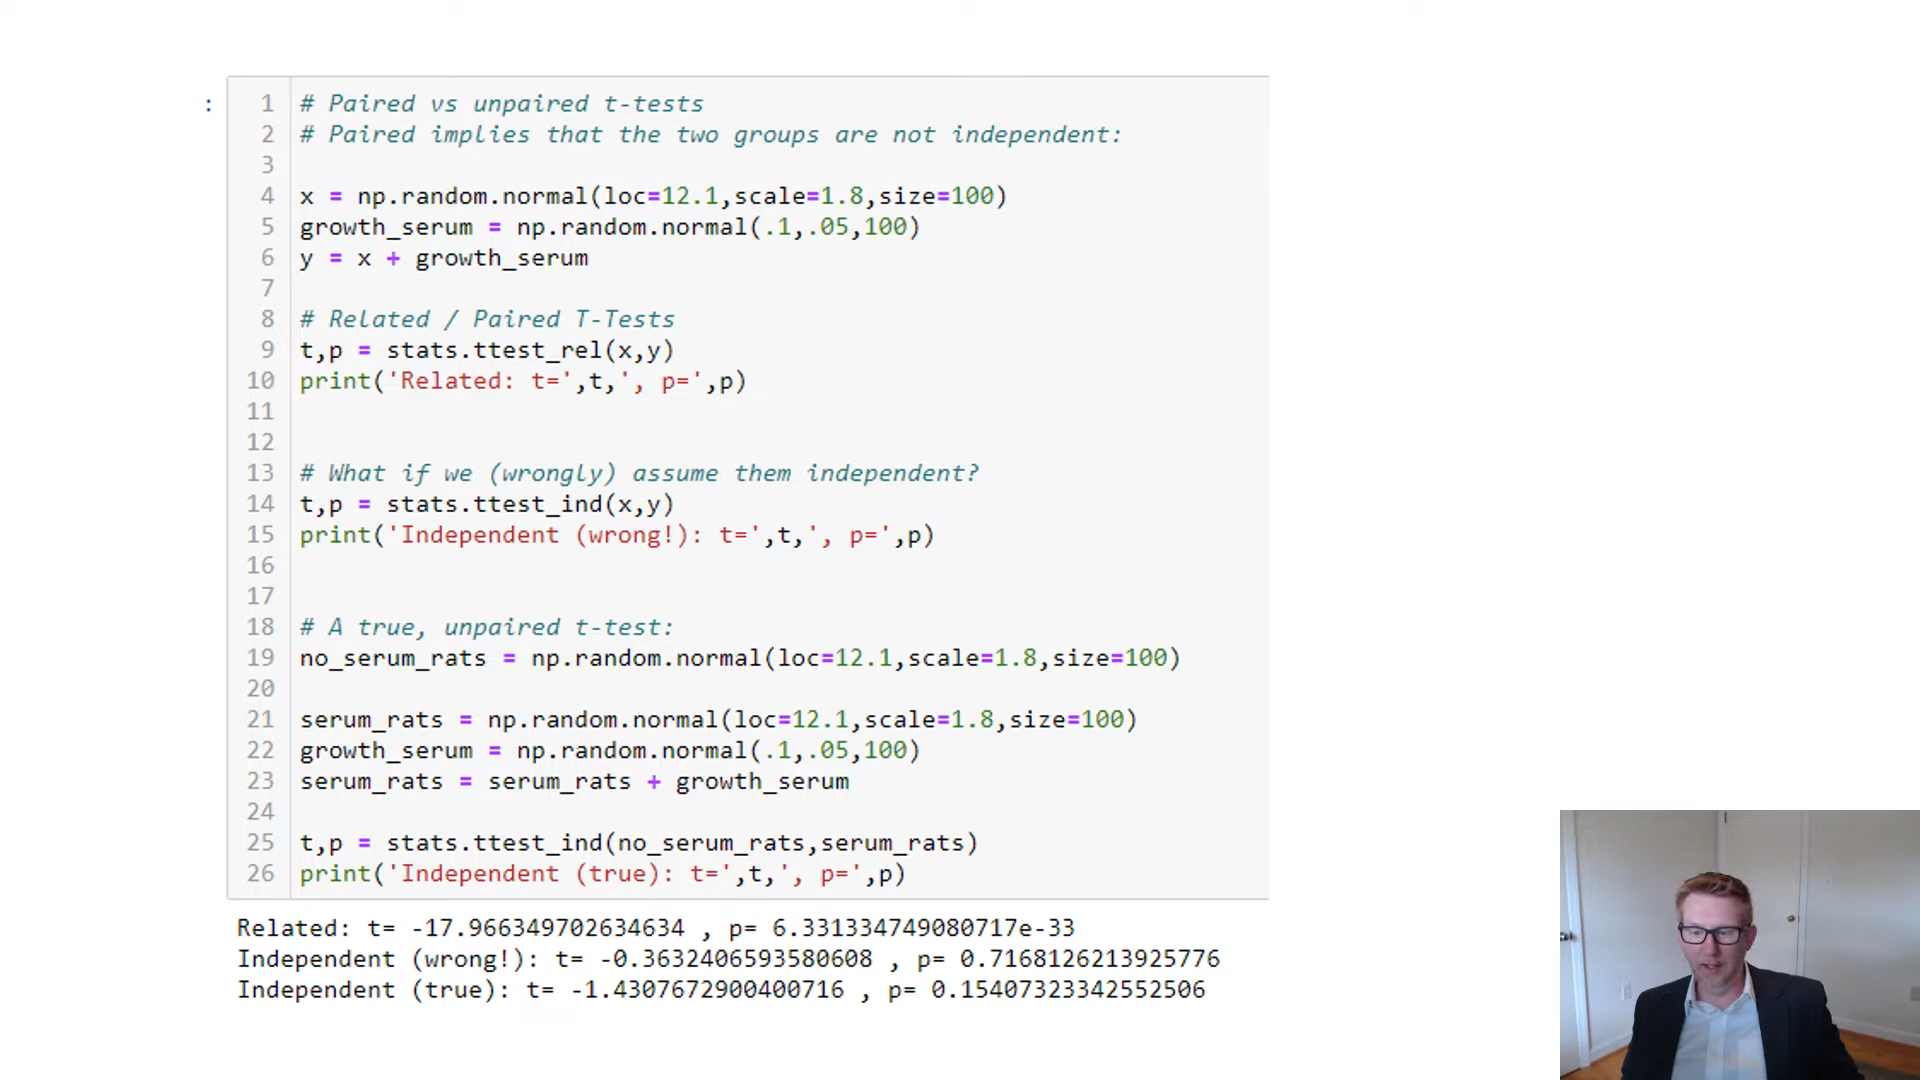 :
1 # Paired vs unpaired t-tests
2 # Paired implies that the two groups are not independent:
3
4 x = np.random.normal(loc=12.1,scale=1.8,size=100)
5 growth_serum = np.random.normal(.1,.05,100)
6 y = x + growth_serum
7
8 # Related / Paired T-Tests
9 t,p = stats.ttest_rel(x,y)
10 print('Related: t=',t,', p=',p)
11
12
13 # What if we (wrongly) assume them independent?
14 t,p = stats.ttest_ind(x,y)
15 print('Independent (wrong!): t=',t,', p=',p)
16
17
18 # A true, unpaired t-test:
19 no_serum_rats = np.random.normal(loc=12.1,scale=1.8,size=100)
20
21 serum_rats = np.random.normal(loc=12.1,scale=1.8,size=100)
22 growth_serum = np.random.normal(.1,.05,100)
23 serum_rats = serum_rats + growth_serum
24
25 t,p = stats.ttest_ind(no_serum_rats,serum_rats)
26 print('Independent (true): t=',t,', p=',p)
Related: t= -17.966349702634634 , p= 6.331334749080717e-33
Independent (wrong!): t= -0.3632406593580608 , p= 0.7168126213925776
Independent (true): t= -1.4307672900400716 , p= 0.15407323342552506